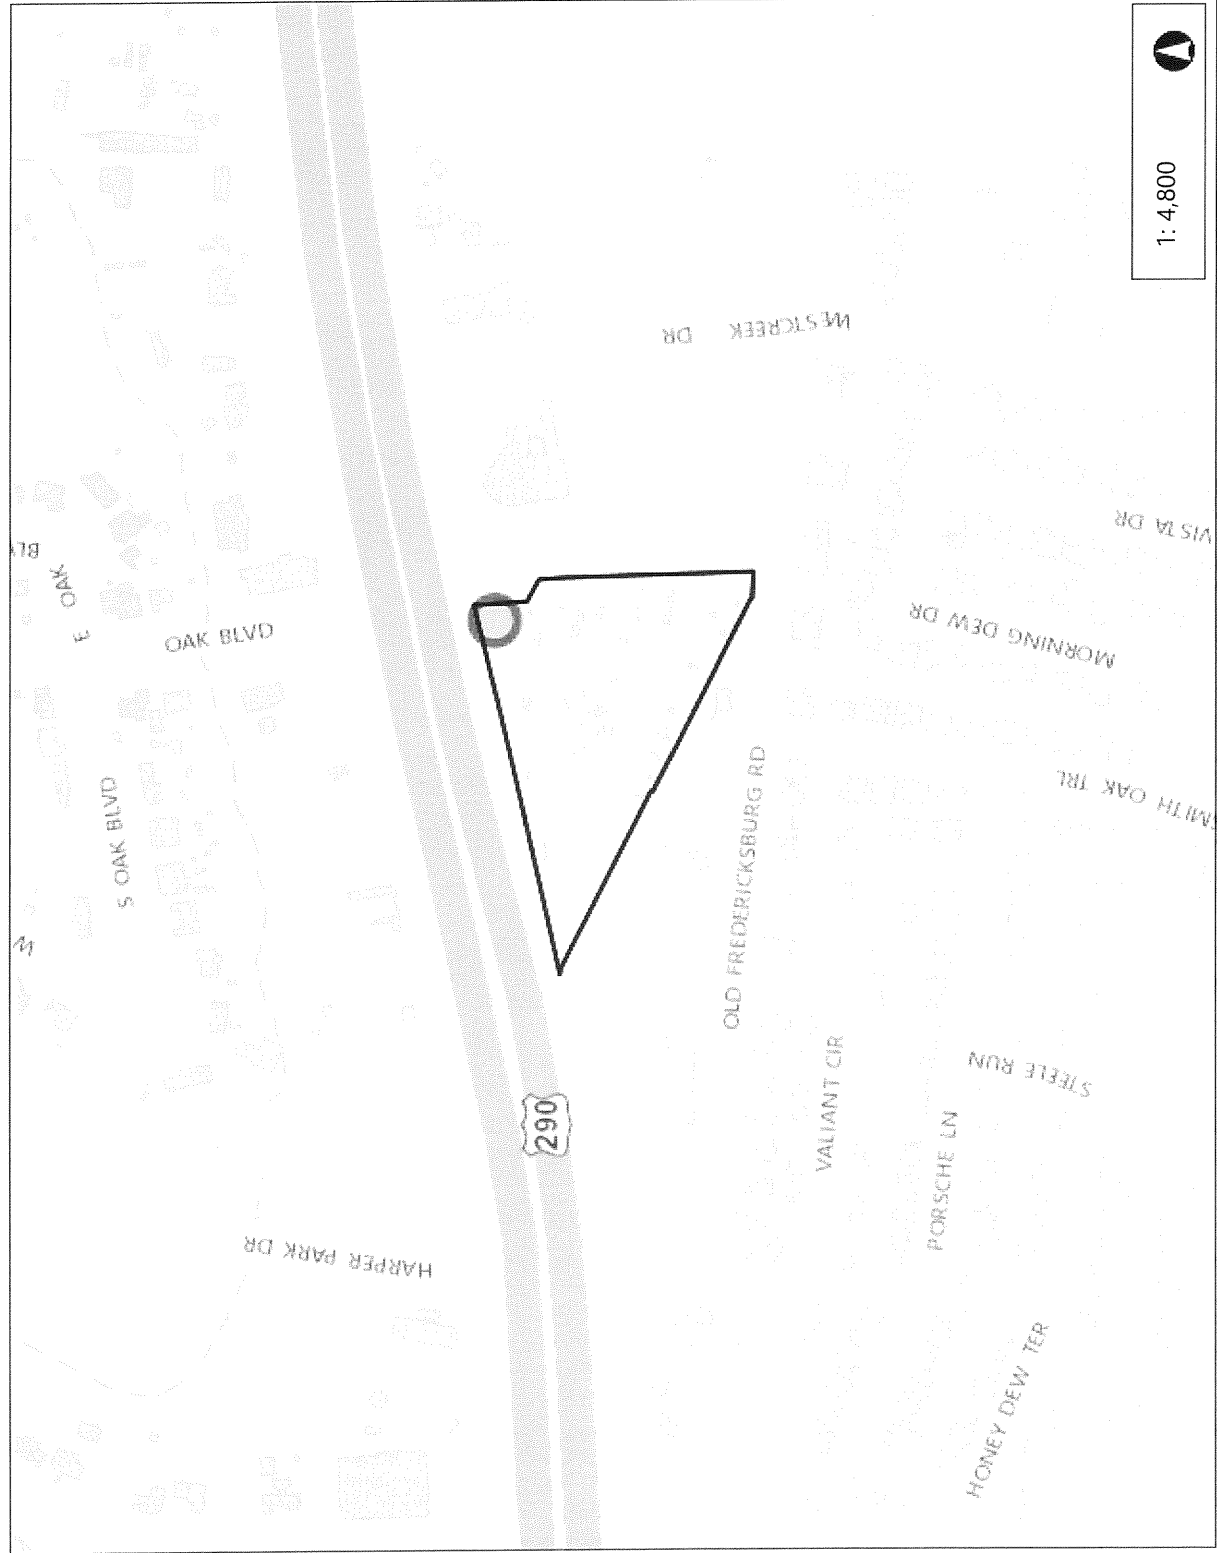 1: 4,800
WESTCREEK DR
VISTA DR
BLV
E OAK
OAK BLVD
MORNING DEW DR
SMITH OAK TRL
S OAK BLVD
W
OLD FREDERICKSBURG RD
290
VALIANT CIR
STEELE RUN
PORSCHE LN
HARPER PARK DR
HONEY DEW TER